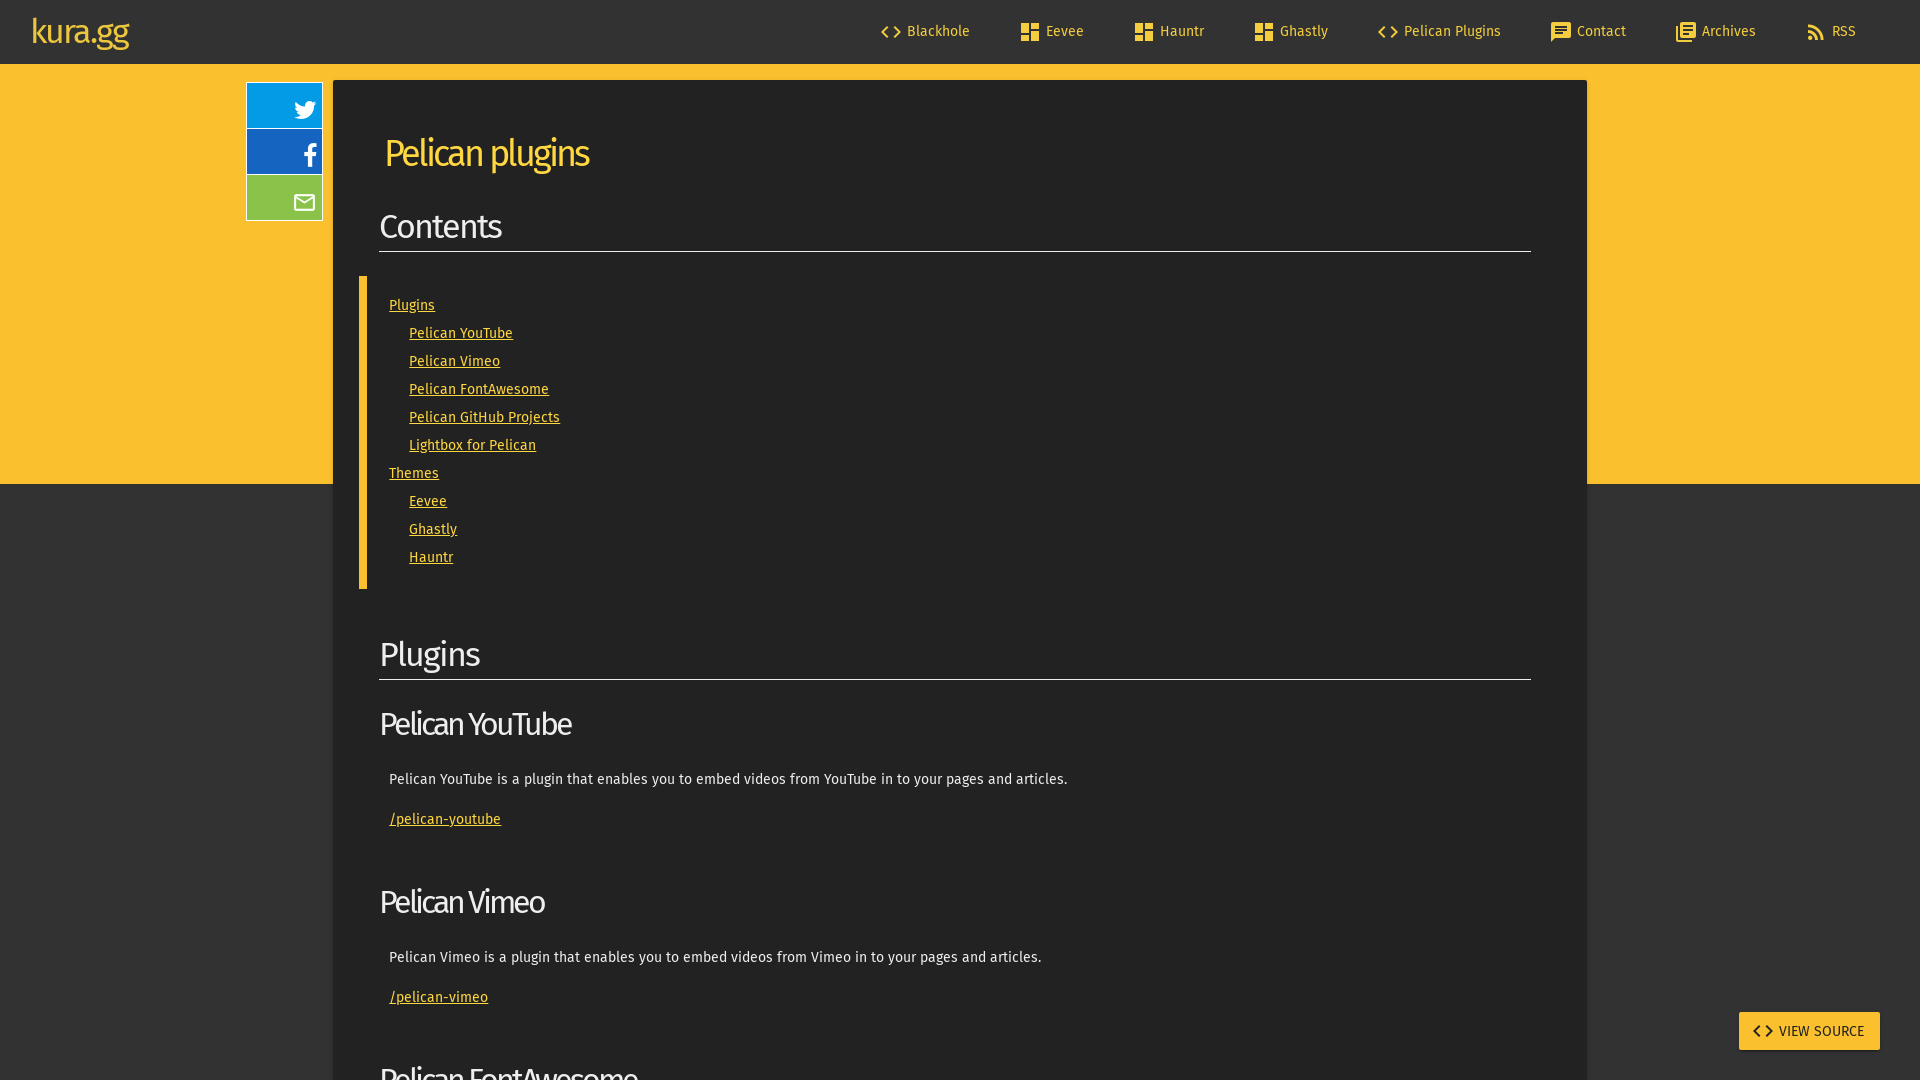 kura.gg
Blackhole
Eevee
Hauntr
Ghastly
Pelican Plugins
Contact
Archives
RSS
Pelican plugins
Contents
Plugins
Pelican YouTube
Pelican Vimeo
Pelican FontAwesome
Pelican GitHub Projects
Lightbox for Pelican
Themes
Eevee
Ghastly
Hauntr
Plugins
Pelican YouTube
Pelican YouTube is a plugin that enables you to embed videos from YouTube in to your pages and articles.
/pelican-youtube
Pelican Vimeo
Pelican Vimeo is a plugin that enables you to embed videos from Vimeo in to your pages and articles.
/pelican-vimeo
VIEW SOURCE
Pelican FontAwesome